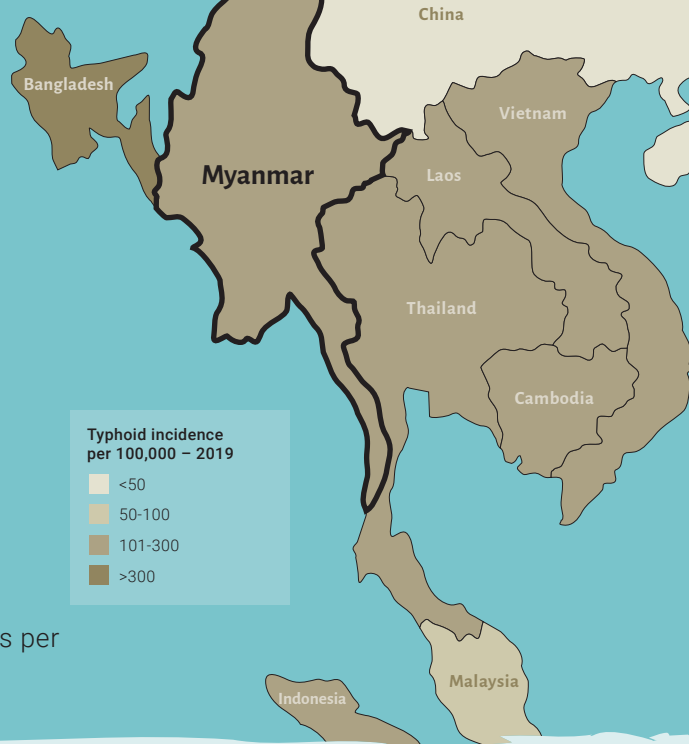 China
Bangladesh
Vietnam
Myanmar
Laos
Thailand
Cambodia
Typhoid incidence
per 100,000 – 2019
<50
50-100
101-300
>300
s per
Malaysia
Indonesia